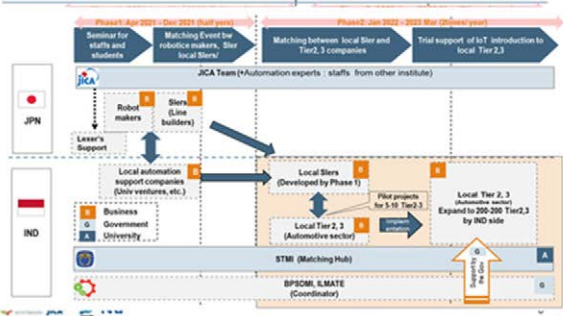 Phase1: Apr 2021 - Dec 2021 (half yers)
Phase2: Jan 2022 - 2023 Mar (2times/ year)
Seminar for
staffs and
students
Matching Event bw
robotice makers, SIer
local SIers/
Matching between local SIer and
Tier2, 3 companies
Trial support of IoT introduction to
local Tier 2,3
JICA
JICA Team (+Automation experts ; staffs from other institute)
JPN
Robot
makers
B
SIers
(Line
builders)
B
Lexer's
Support
Local automation
support companies
(Univ ventures, etc.)
B
Local SIers
(Developed by Phase 1)
B
Pilot projects
for 5-10 Tier2-3
Local Tier 2, 3
(Automotive sector)
B
Implem
entation
B
Local Tier 2, 3
(Automotive sector)
Expand to 200-200 Tier2,3
by IND side
IND
B Business
G Government
A University
G
Support by
the Gov
STMI (Matching Hub)
A
BPSDMI, ILMATE
(Coordinator)
G